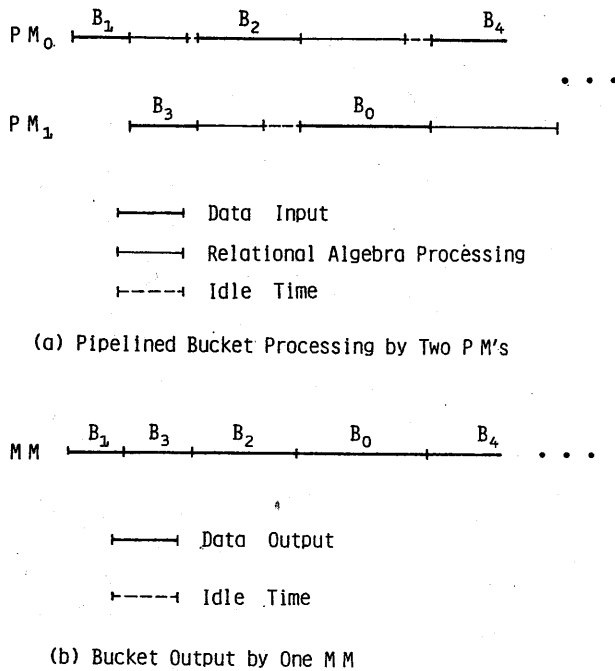 B₁ B₂ B₄
PM₀
• • •
B₃ B₀
PM₁
Data Input
Relational Algebra Processing
Idle Time
(a) Pipelined Bucket Processing by Two PM's
B₁ B₃ B₂ B₀ B₄
MM • • •
Data Output
Idle Time
(b) Bucket Output by One MM